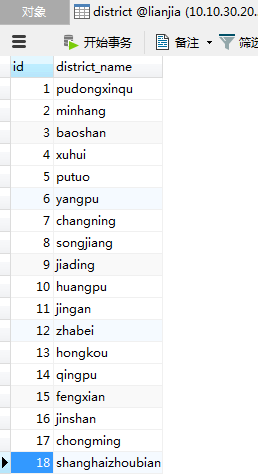 对象 district @lianjia (10.10.30.20...
开始事务 备注 筛选
id district_name
1 pudongxinqu
2 minhang
3 baoshan
4 xuhui
5 putuo
6 yangpu
7 changning
8 songjiang
9 jiading
10 huangpu
11 jingan
12 zhabei
13 hongkou
14 qingpu
15 fengxian
16 jinshan
17 chongming
18 shanghaizhoubian